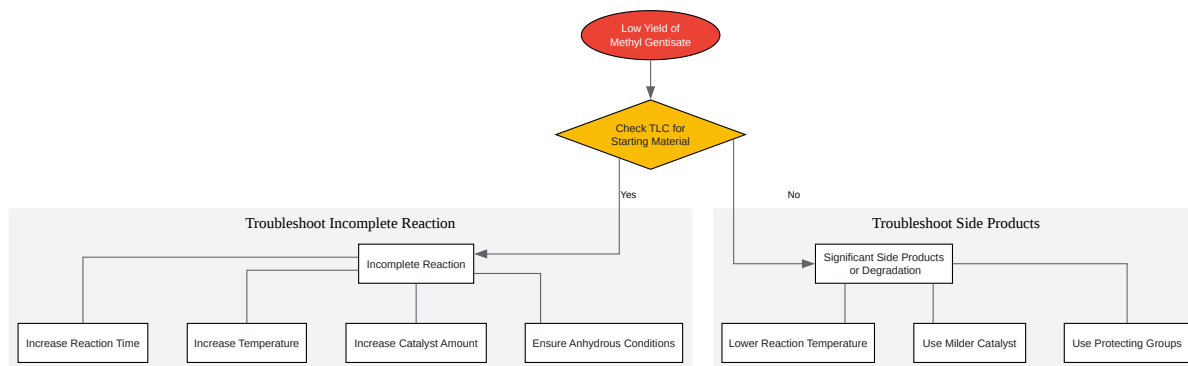 Low Yield of
Methyl Gentisate
Check TLC for
Starting Material
Yes
No
Troubleshoot Incomplete Reaction
Troubleshoot Side Products
Incomplete Reaction
Significant Side Products
or Degradation
Increase Reaction Time
Increase Temperature
Increase Catalyst Amount
Ensure Anhydrous Conditions
Lower Reaction Temperature
Use Milder Catalyst
Use Protecting Groups